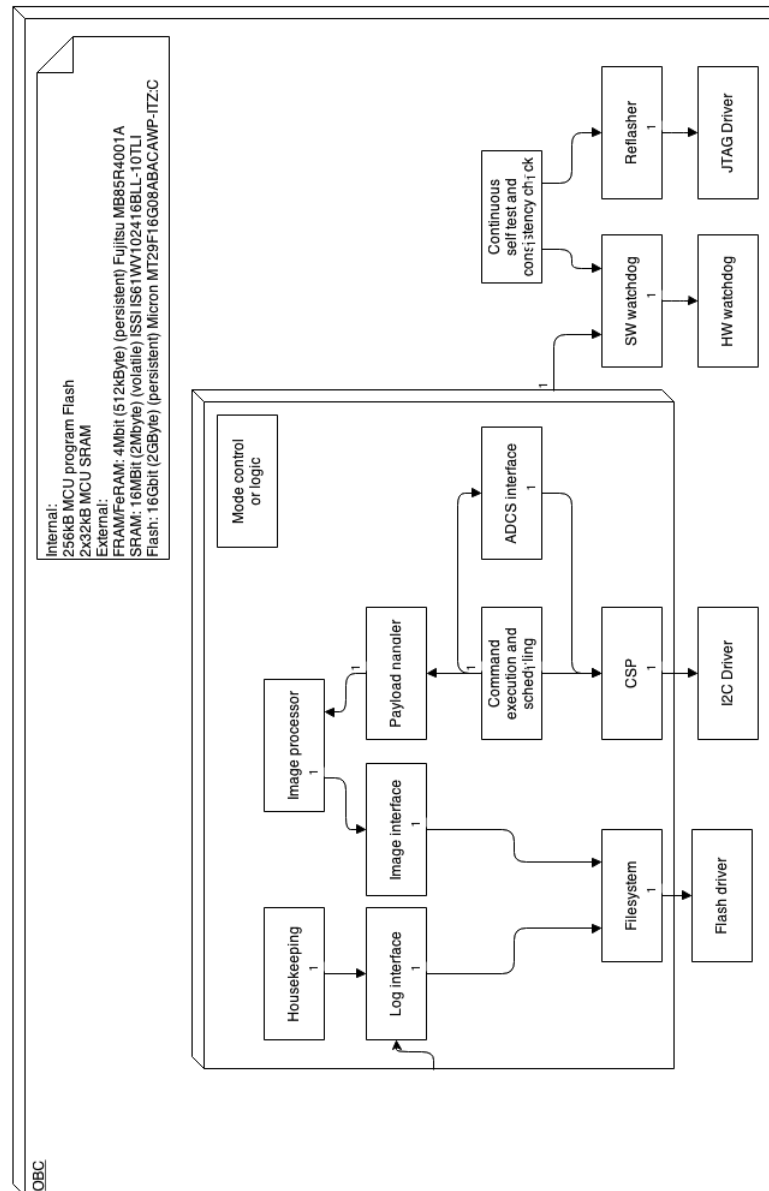 OBC
Internal:
256kB MCU program Flash
2x32kB MCU SRAM
External:
FRAM/FeRAM: 4Mbit (512kByte) (persistent) Fujitsu MB85R4001A
SRAM: 16MBit (2Mbyte) (volatile) ISSI IS61WV102416BLL-10TLI
Flash: 16Gbit (2GByte) (persistent) Micron MT29F16G08ABACAWP-ITZ:C
Mode control
or logic
Housekeeping
1
Image processor
1
Log interface
1
Image interface
1
Payload handler
1
Command
execution and
scheduling
1
ADCS interface
1
Continuous
self test and
consistency check
1
Filesystem
1
CSP
1
SW watchdog
1
Reflasher
1
Flash driver
I2C Driver
HW watchdog
JTAG Driver